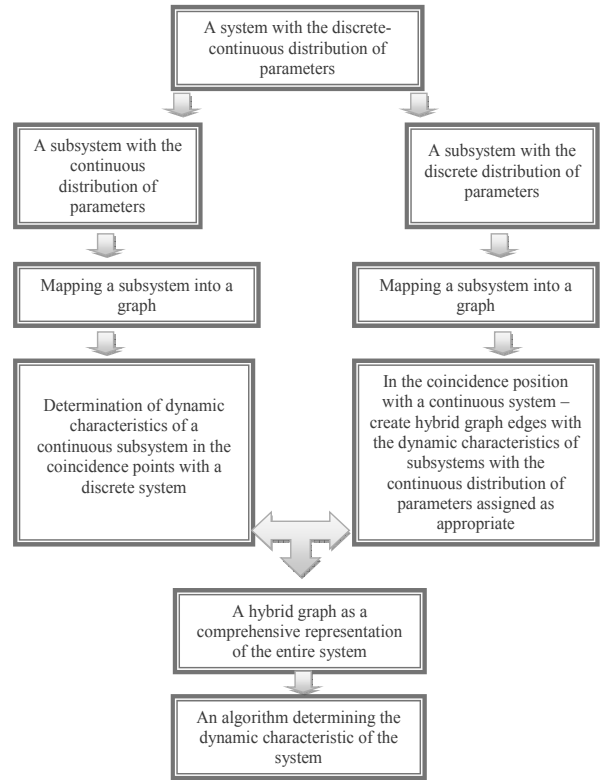 A system with the discrete-
continuous distribution of
parameters
A subsystem with the
continuous
distribution of
parameters
A subsystem with the
discrete distribution of
parameters
Mapping a subsystem into a
graph
Mapping a subsystem into a
graph
Determination of dynamic
characteristics of a
continuous subsystem in the
coincidence points with a
discrete system
In the coincidence position
with a continuous system –
create hybrid graph edges with
the dynamic characteristics of
subsystems with the
continuous distribution of
parameters assigned as
appropriate
A hybrid graph as a
comprehensive representation
of the entire system
An algorithm determining the
dynamic characteristic of the
system